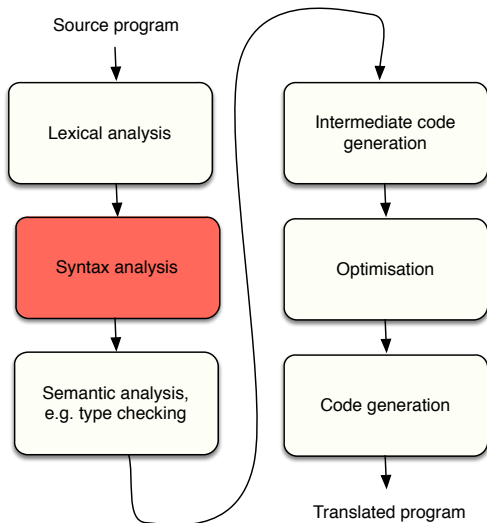 Source program
Lexical analysis
Syntax analysis
Semantic analysis,
e.g. type checking
Intermediate code
generation
Optimisation
Code generation
Translated program